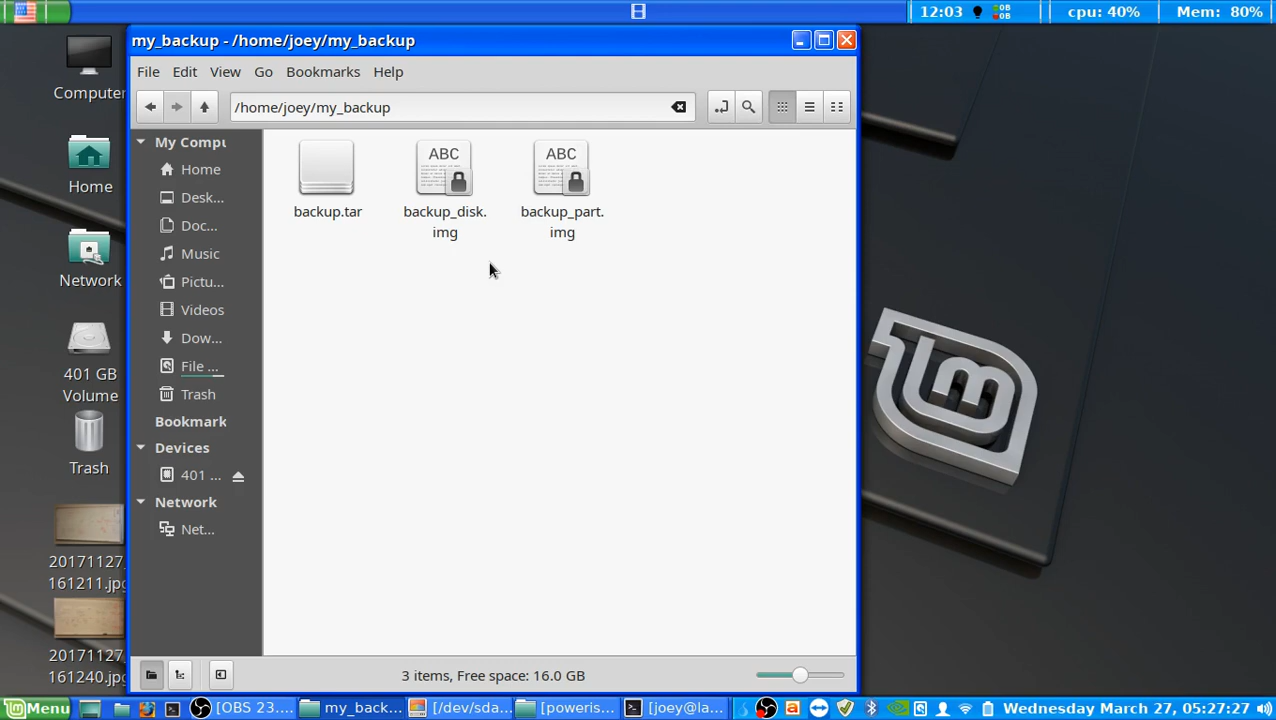 12:03
0B
0B
cpu: 40%
Mem: 80%
my_backup - /home/joey/my_backup
File Edit View Go Bookmarks Help
/home/joey/my_backup
Computer
Home
Network
401 GB
Volume
Trash
20171127_
161211.jpg
20171127_
161240.jpg
My Compu
Home
Desk...
Doc...
Music
Pictu...
Videos
Dow...
File ...
Trash
Bookmark
Devices
401 ...
Network
Net...
ABC
ABC
backup.tar
backup_disk.
img
backup_part.
img
3 items, Free space: 16.0 GB
Menu
[OBS 23....
my_back...
[/dev/sda...
[poweris...
[joey@la...
Wednesday March 27, 05:27:27